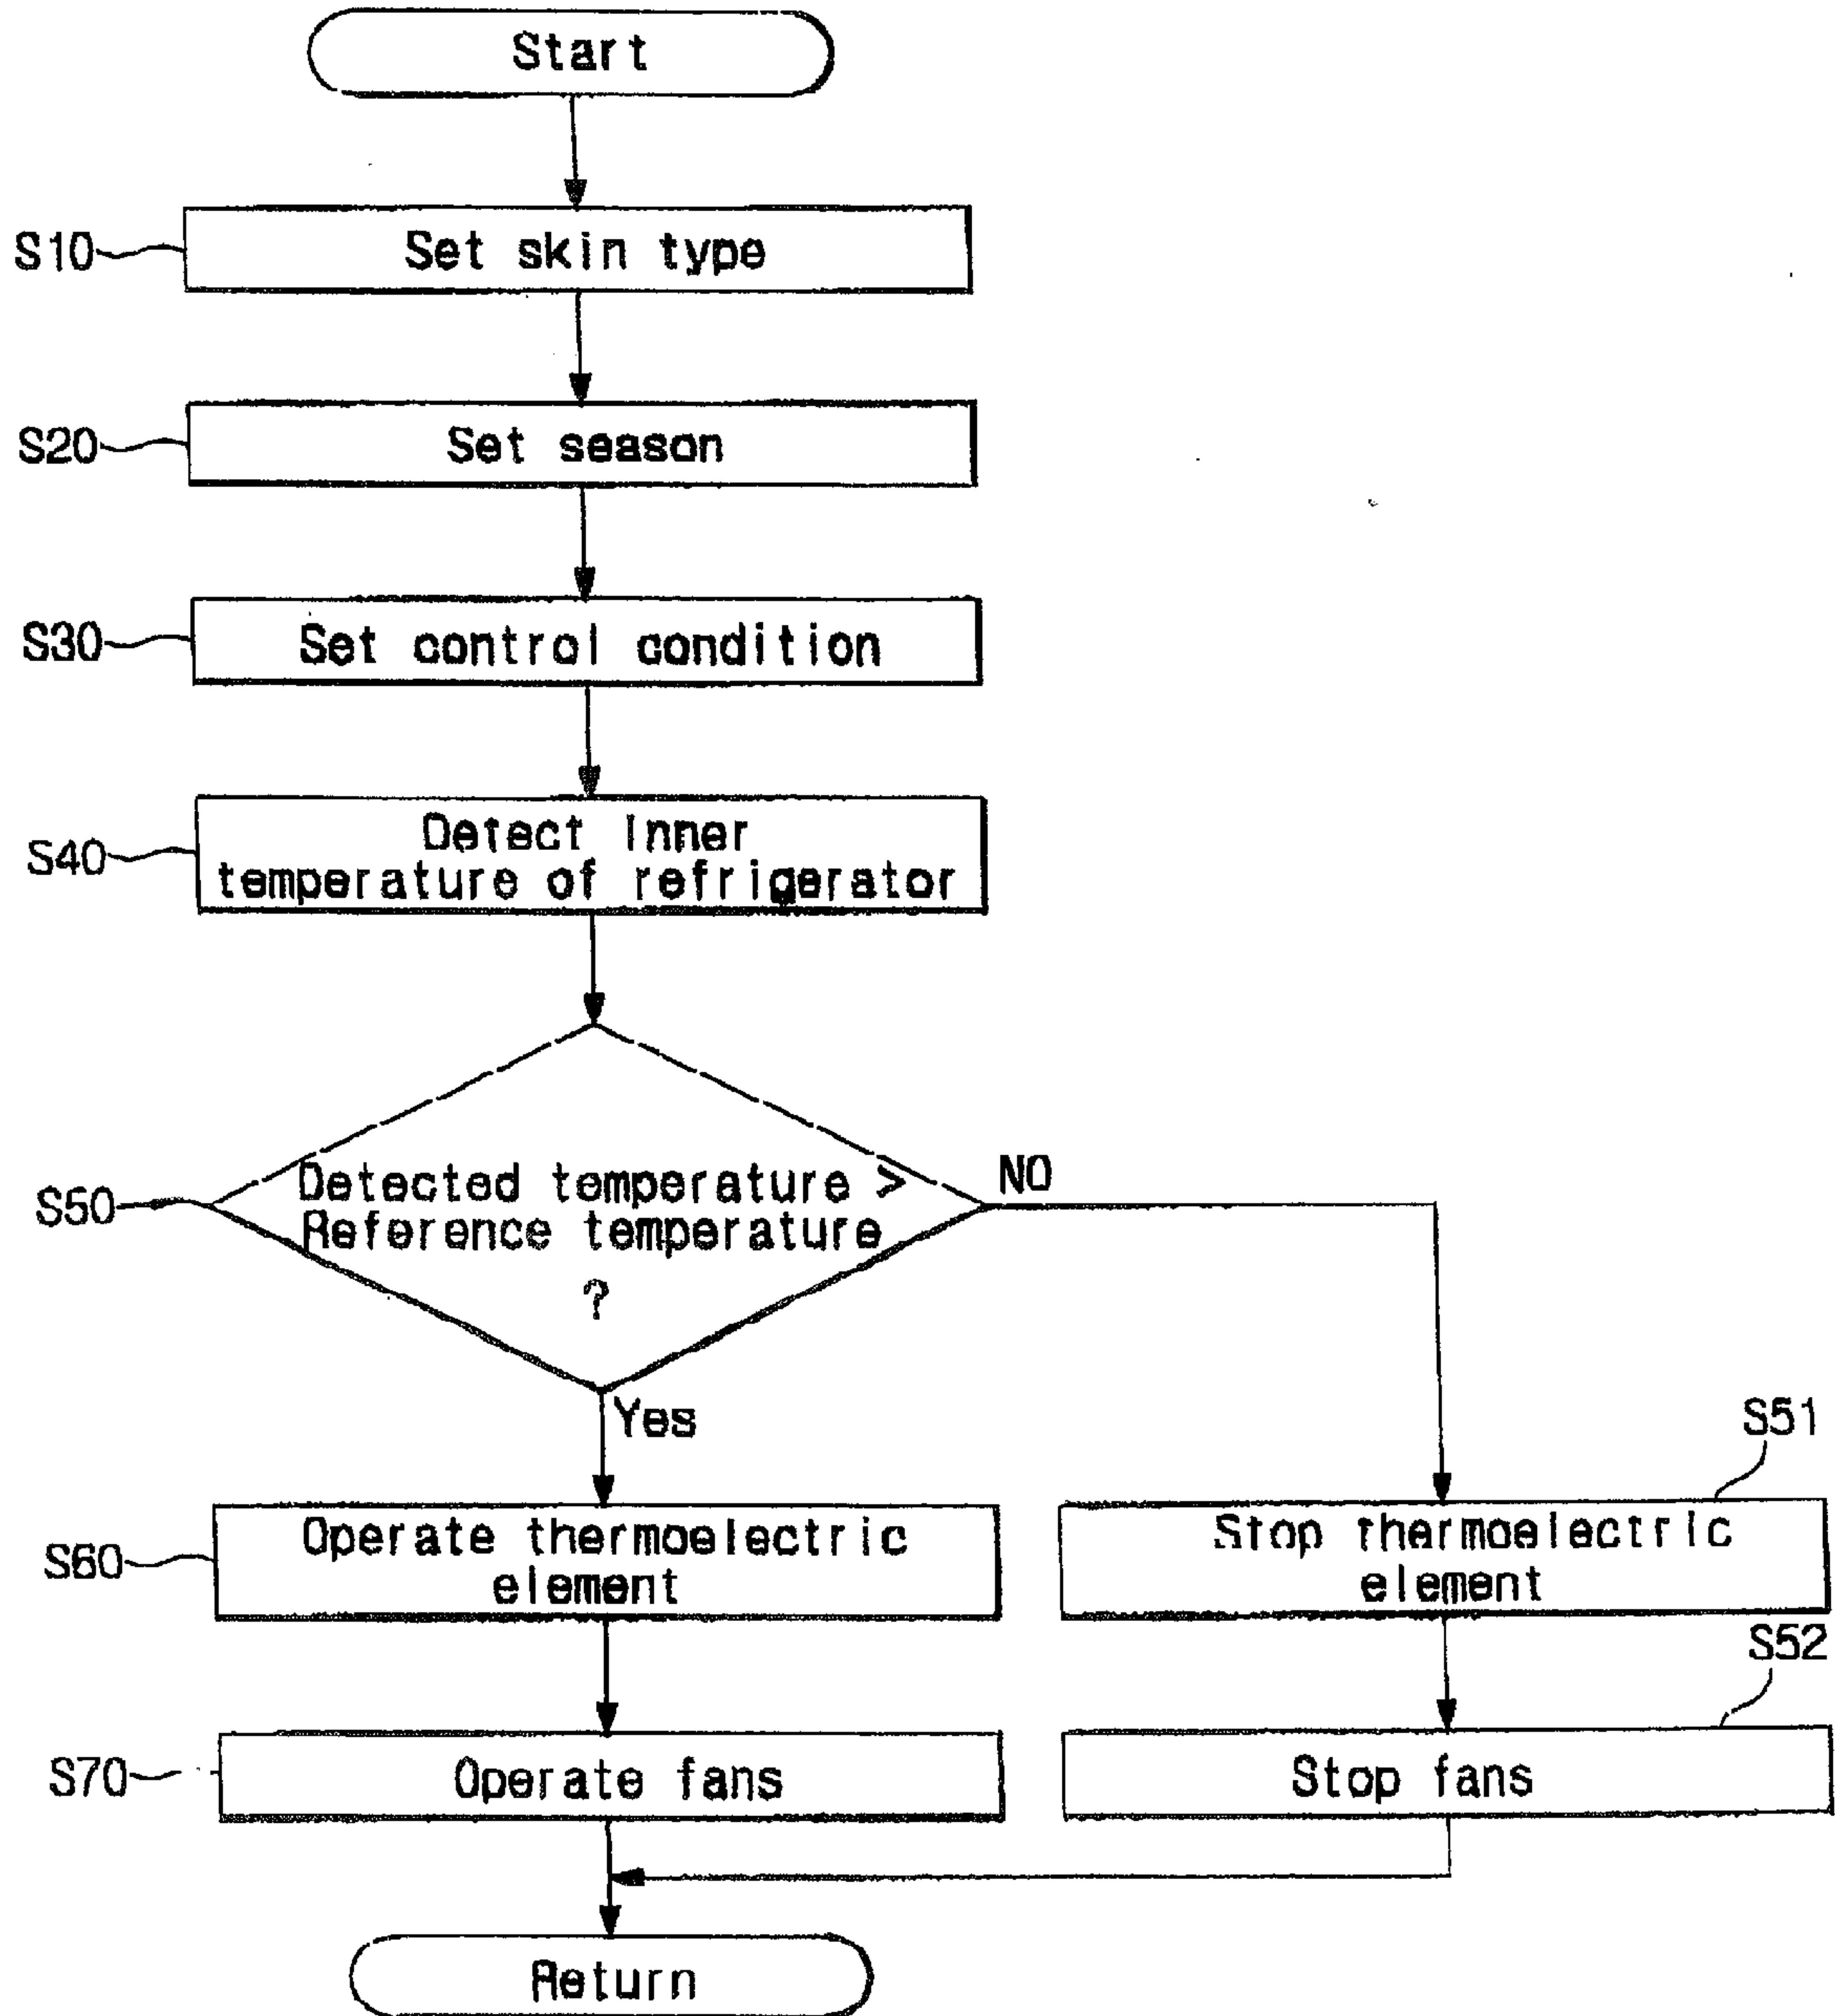 Start
S10
Set skin type
S20
Set season
S30
Set control condition
S40
Detect inner
temperature of refrigerator
S50
Detected temperature >
Reference temperature
?
NO
Yes
S60
Operate thermoelectric
element
S51
Stop thermoelectric
element
S70
Operate fans
S52
Stop fans
Return